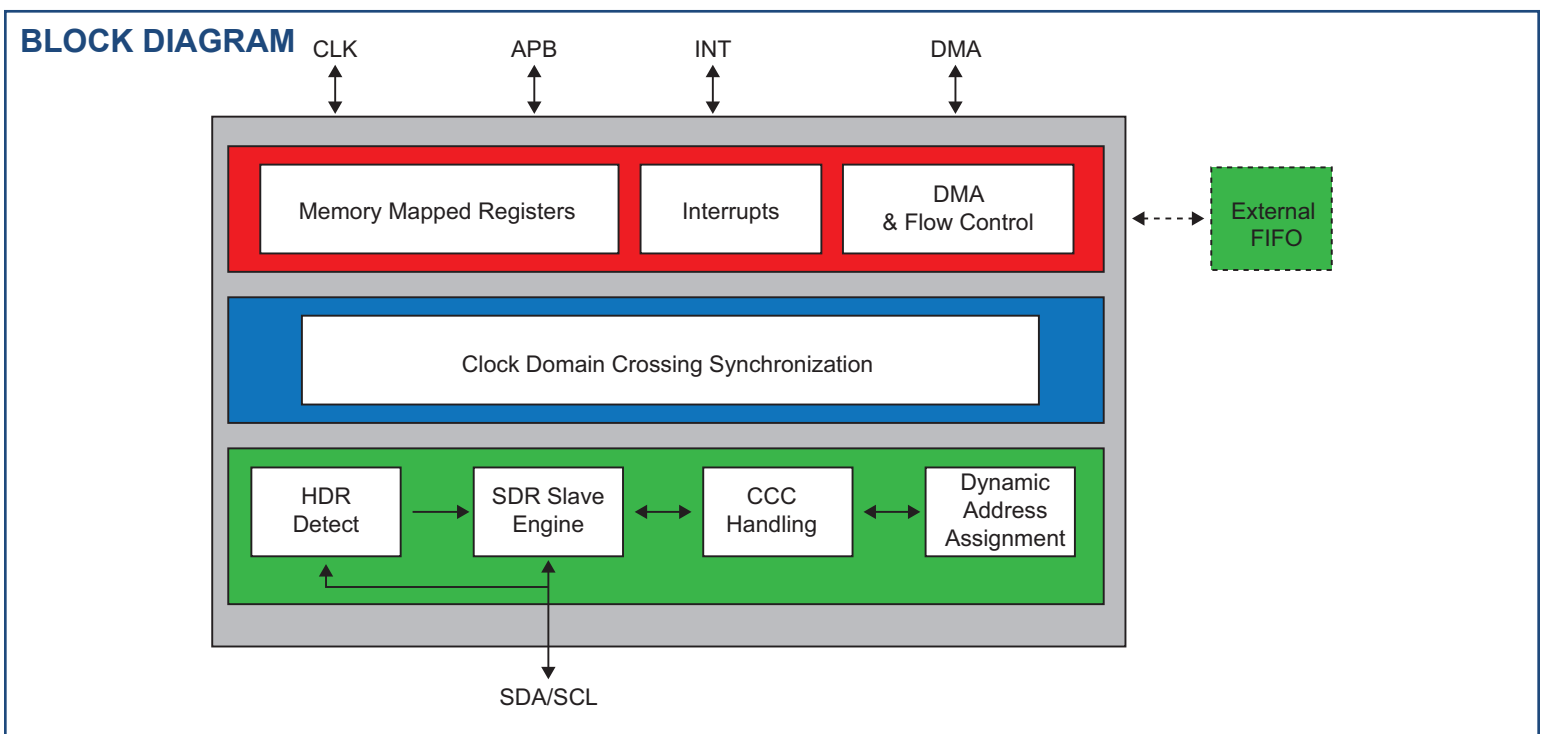 BLOCK DIAGRAM
CLK
APB
INT
DMA
Memory Mapped Registers
Interrupts
DMA
& Flow Control
External
FIFO
Clock Domain Crossing Synchronization
HDR
Detect
SDR Slave
Engine
CCC
Handling
Dynamic
Address
Assignment
SDA/SCL